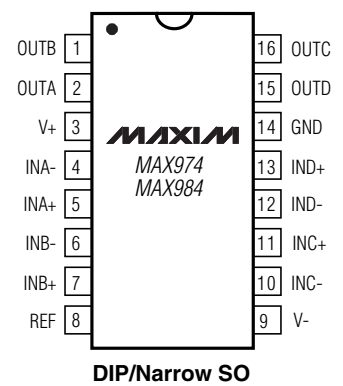 OUTB 1 16 OUTC
OUTA 2 15 OUTD
V+ 3 14 GND
MAXIM
INA- 4 MAX974 13 IND+
MAX984
INA+ 5 12 IND-
INB- 6 11 INC+
INB+ 7 10 INC-
REF 8 9 V-
DIP/Narrow SO